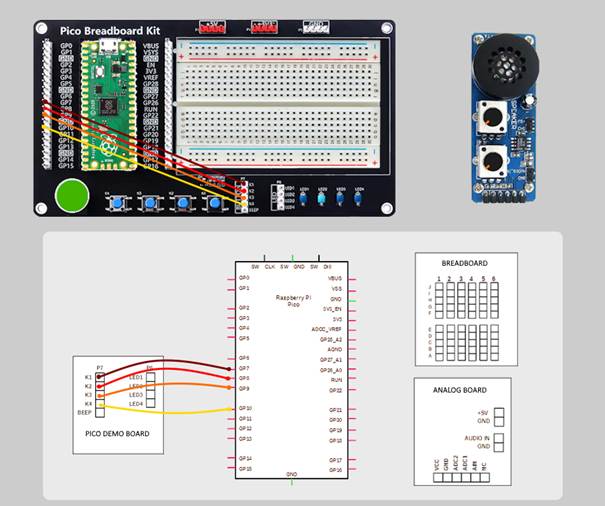 Pico Breadboard Kit
+5V
+3U3
GND
GP0
GP1
GND
GP2
GP3
GP4
GP5
GND
GP6
GP7
GP8
GP9
GND
GP10
GP11
GP12
GP13
GND
GP14
GP15
VBUS
VSYS
GND
EN
3V3
VREF
GP28
GND
GP27
GP26
RUN
GP22
GND
GP21
GP20
GP19
GP18
GND
GP17
GP16
K1
K2
K3
K4
BEEP
LED1
LED2
LED3
LED4
SPEAKER
SW CLK GND SW DIO
Raspberry Pi
Pico
GP0
GP1
GP2
GP3
GP4
GP5
GP6
GP7
GP8
GP9
GP10
GP11
GP12
GP13
GP14
GP15
GND
VBUS
VSS
GND
3V3_EN
3V3
ADCC_VREF
GP28_A2
AGND
GP27_A1
GP26_A0
RUN
GP22
GP21
GP20
GP19
GP18
GP17
GP16
P7
K1
K2
K3
K4
BEEP
LED1
LED2
LED3
LED4
PICO DEMO BOARD
BREADBOARD
1 2 3 4 5 6
J
I
H
G
F
E
D
C
B
A
ANALOG BOARD
+5V
GND
AUDIO IN
GND
VCC
GND
ADC2
ADC1
AIN
NC